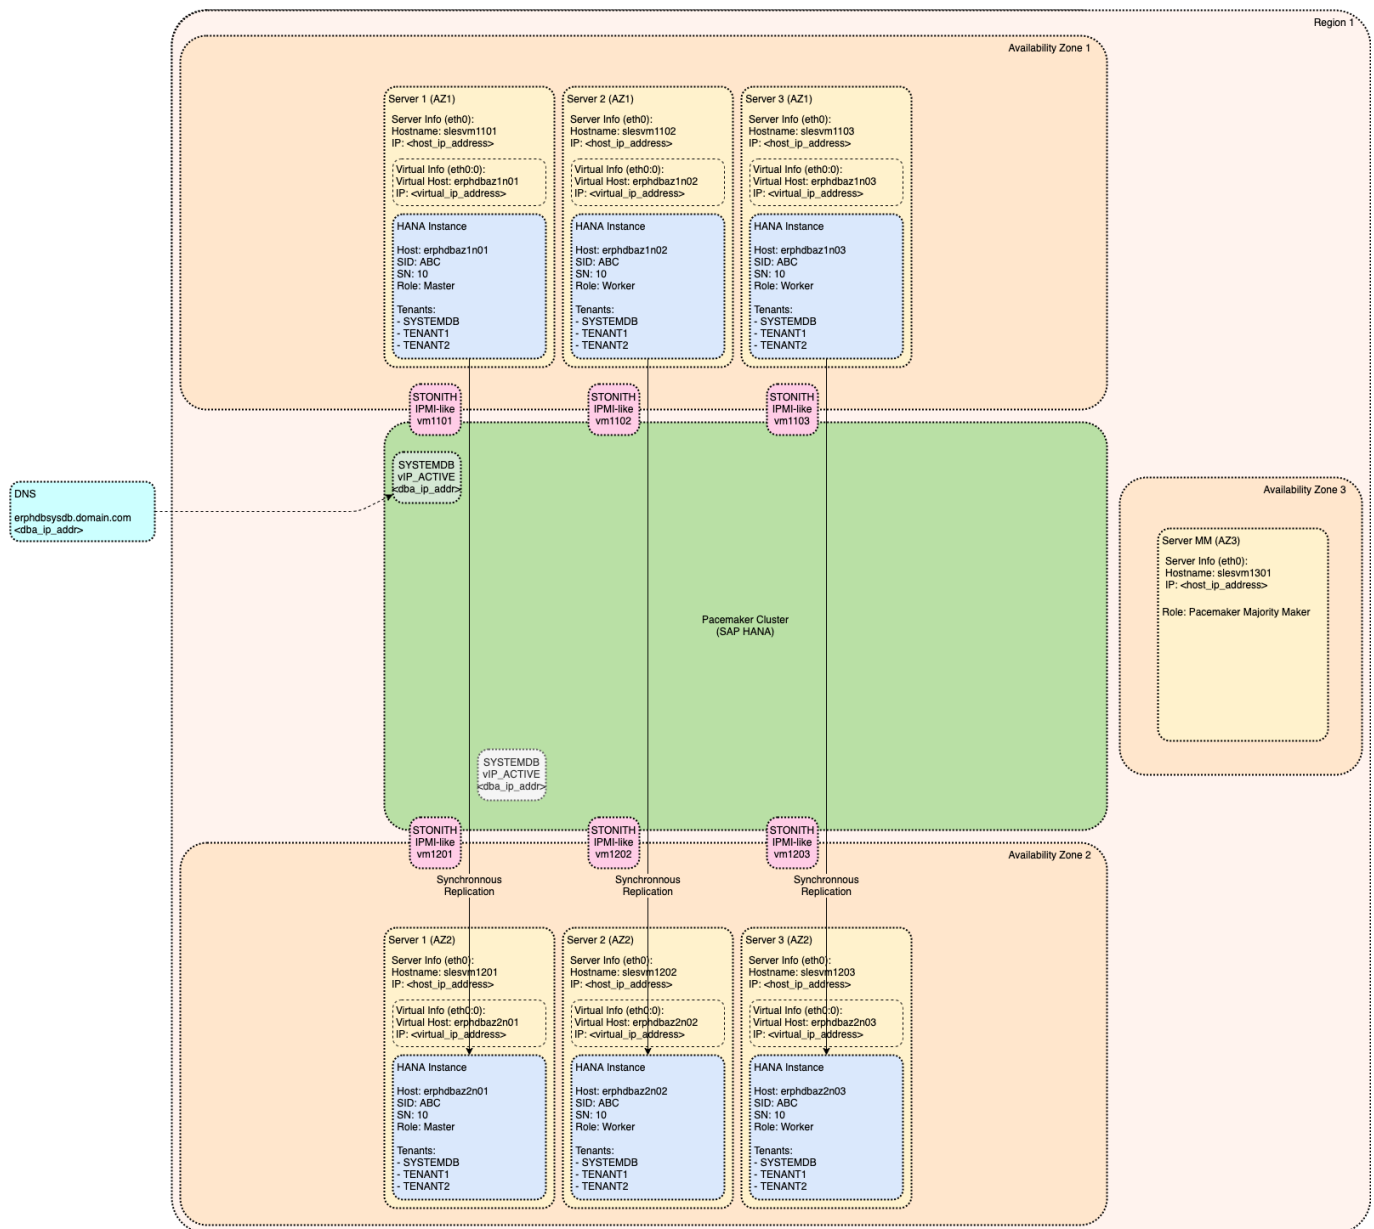 Region 1
Availability Zone 1
Server 1 (AZ1)
Server Info (eth0):
Hostname: slesvm1101
IP: <host_ip_address>
Virtual Info (eth0:0):
Virtual Host: erphdbaz1n01
IP: <virtual_ip_address>
HANA Instance
Host: erphdbaz1n01
SID: ABC
SN: 10
Role: Master
Tenants:
- SYSTEMDB
- TENANT1
- TENANT2
Server 2 (AZ1)
Server Info (eth0):
Hostname: slesvm1102
IP: <host_ip_address>
Virtual Info (eth0:0):
Virtual Host: erphdbaz1n02
IP: <virtual_ip_address>
HANA Instance
Host: erphdbaz1n02
SID: ABC
SN: 10
Role: Worker
Tenants:
- SYSTEMDB
- TENANT1
- TENANT2
Server 3 (AZ1)
Server Info (eth0):
Hostname: slesvm1103
IP: <host_ip_address>
Virtual Info (eth0:0):
Virtual Host: erphdbaz1n03
IP: <virtual_ip_address>
HANA Instance
Host: erphdbaz1n03
SID: ABC
SN: 10
Role: Worker
Tenants:
- SYSTEMDB
- TENANT1
- TENANT2
STONITH
IPMI-like
vm1101
STONITH
IPMI-like
vm1102
STONITH
IPMI-like
vm1103
SYSTEMDB
vIP_ACTIVE
<dba_ip_addr>
DNS
erphdbsysdb.domain.com
<dba_ip_addr>
Pacemaker Cluster
(SAP HANA)
Availability Zone 3
Server MM (AZ3)
Server Info (eth0):
Hostname: slesvm1301
IP: <host_ip_address>
Role: Pacemaker Majority Maker
SYSTEMDB
vIP_ACTIVE
<dba_ip_addr>
STONITH
IPMI-like
vm1201
STONITH
IPMI-like
vm1202
STONITH
IPMI-like
vm1203
Availability Zone 2
Synchronnous
Replication
Synchronnous
Replication
Synchronnous
Replication
Server 1 (AZ2)
Server Info (eth0):
Hostname: slesvm1201
IP: <host_ip_address>
Virtual Info (eth0:0):
Virtual Host: erphdbaz2n01
IP: <virtual_ip_address>
HANA Instance
Host: erphdbaz2n01
SID: ABC
SN: 10
Role: Master
Tenants:
- SYSTEMDB
- TENANT1
- TENANT2
Server 2 (AZ2)
Server Info (eth0):
Hostname: slesvm1202
IP: <host_ip_address>
Virtual Info (eth0:0):
Virtual Host: erphdbaz2n02
IP: <virtual_ip_address>
HANA Instance
Host: erphdbaz2n02
SID: ABC
SN: 10
Role: Worker
Tenants:
- SYSTEMDB
- TENANT1
- TENANT2
Server 3 (AZ2)
Server Info (eth0):
Hostname: slesvm1203
IP: <host_ip_address>
Virtual Info (eth0:0):
Virtual Host: erphdbaz2n03
IP: <virtual_ip_address>
HANA Instance
Host: erphdbaz2n03
SID: ABC
SN: 10
Role: Worker
Tenants:
- SYSTEMDB
- TENANT1
- TENANT2